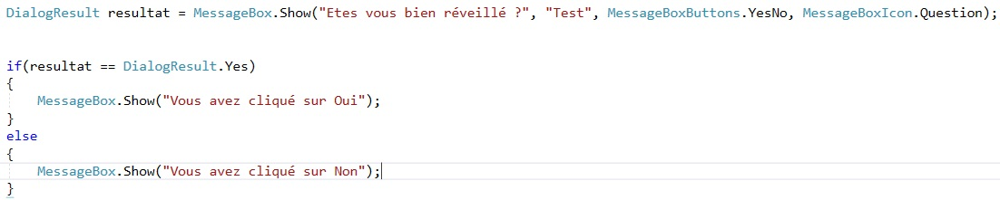 DialogResult resultat = MessageBox.Show("Etes vous bien réveillé ?", "Test", MessageBoxButtons.YesNo, MessageBoxIcon.Question);
if(resultat == DialogResult.Yes)
{
MessageBox.Show("Vous avez cliqué sur Oui");
}
else
{
MessageBox.Show("Vous avez cliqué sur Non");
}